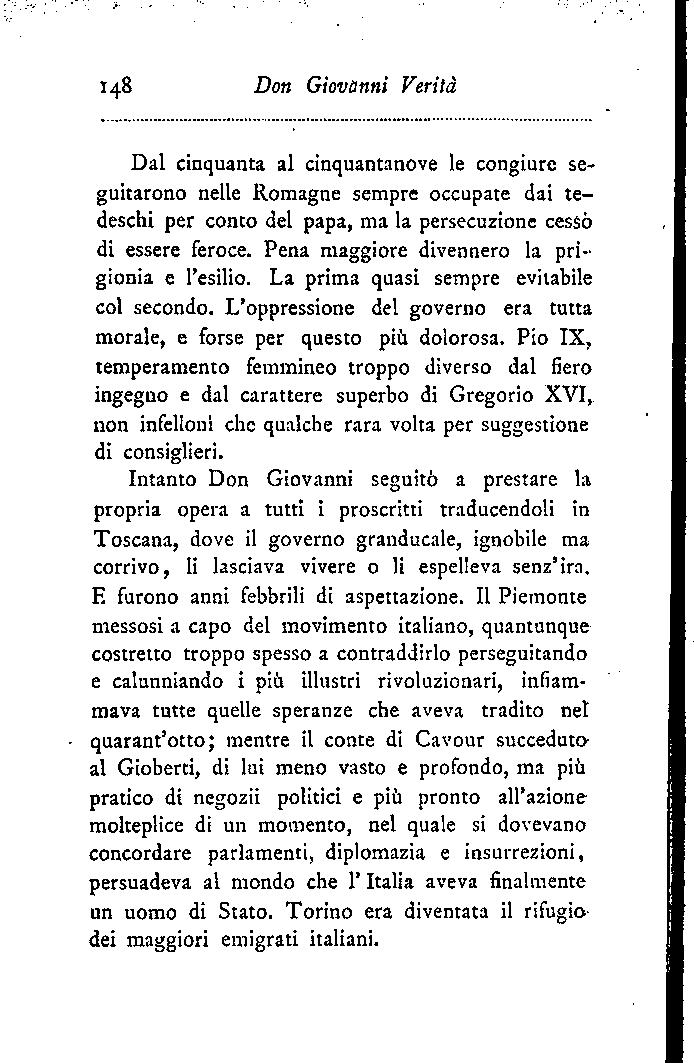 148 Don Giovanni Verità
Dal cinquanta al cinquantanove le congiure se-
guitarono nelle Romagne sempre occupate dai te-
deschi per conto del papa, ma la persecuzione cessò
di essere feroce. Pena maggiore divennero la pri-
gionia e l'esilio. La prima quasi sempre evitabile
col secondo. L'oppressione del governo era tutta
morale, e forse per questo più dolorosa. Pio IX,
temperamento femmineo troppo diverso dal fiero
ingegno e dal carattere superbo di Gregorio XVI,
non infellonì che qualche rara volta per suggestione
di consiglieri.
Intanto Don Giovanni seguitò a prestare la
propria opera a tutti i proscritti traducendoli in
Toscana, dove il governo granducale, ignobile ma
corrivo, li lasciava vivere o li espelleva senz'ira.
E furono anni febbrili di aspettazione. Il Piemonte
messosi a capo del movimento italiano, quantunque
costretto troppo spesso a contraddirlo perseguitando
e calunniando i più illustri rivoluzionari, infiam-
mava tutte quelle speranze che aveva tradito nel
quarant'otto; mentre il conte di Cavour succeduto
al Gioberti, di lui meno vasto e profondo, ma più
pratico di negozii politici e più pronto all'azione
molteplice di un momento, nel quale si dovevano
concordare parlamenti, diplomazia e insurrezioni,
persuadeva al mondo che l'Italia aveva finalmente
un uomo di Stato. Torino era diventata il rifugio
dei maggiori emigrati italiani.